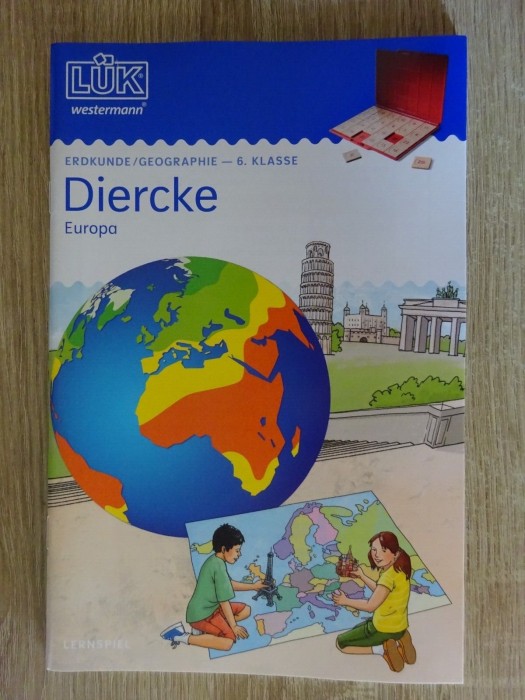 LÜK®
westermann®
ERDKUNDE/GEOGRAPHIE — 6. KLASSE
Diercke
Europa
LERNSPIEL